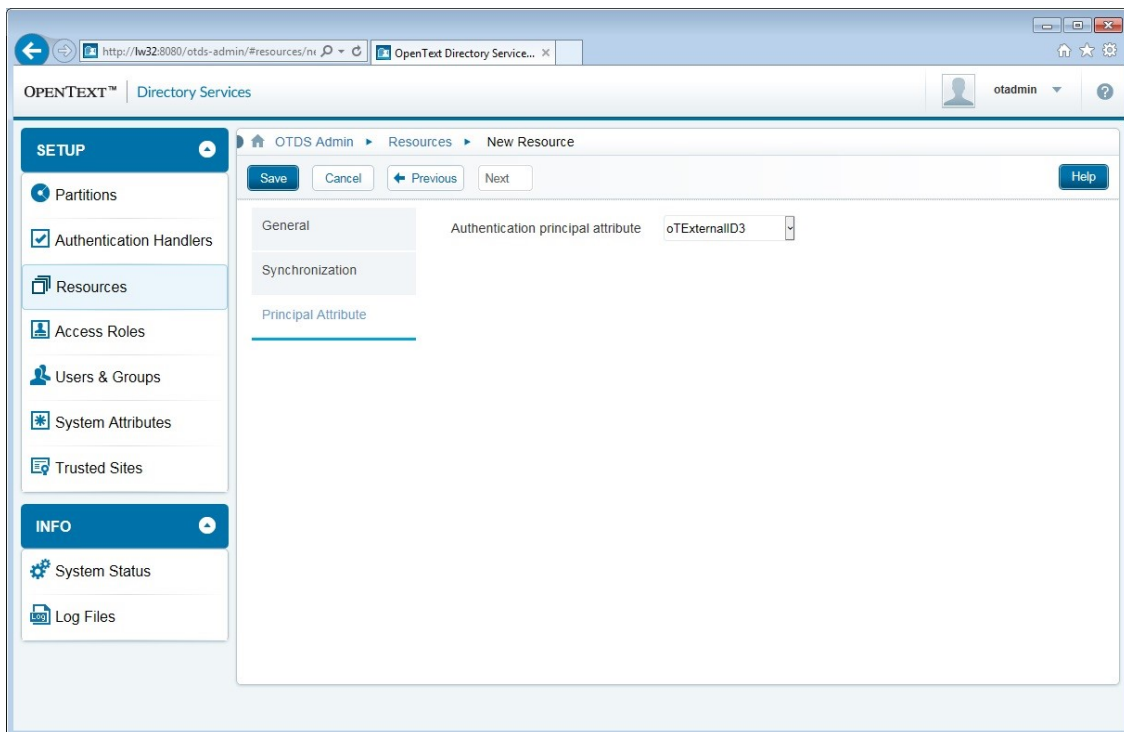 http://lw32:8080/otds-admin/#resources/ne
OpenText Directory Service...
OPENTEXT™ Directory Services
otadmin
SETUP
Partitions
Authentication Handlers
Resources
Access Roles
Users & Groups
System Attributes
Trusted Sites
INFO
System Status
Log
Log Files
OTDS Admin Resources New Resource
Save Cancel Previous Next Help
General
Synchronization
Principal Attribute
Authentication principal attribute oTExternalID3